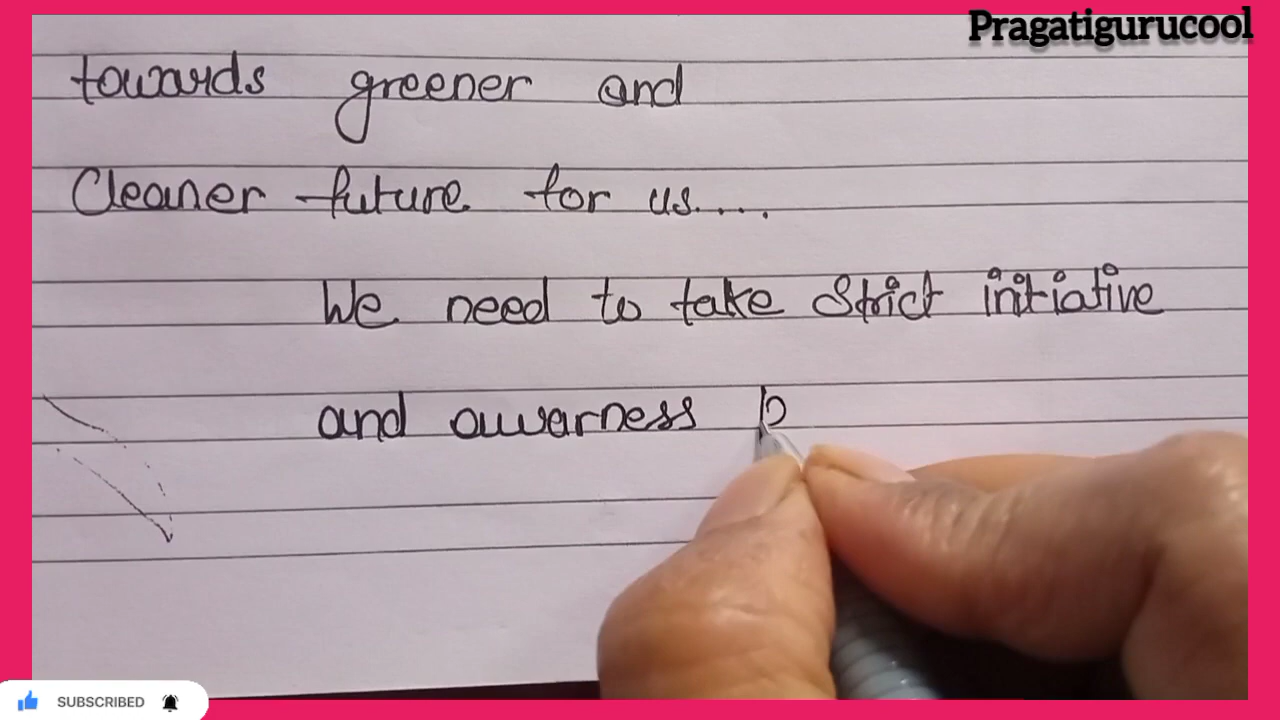 Pragatigurucool
towards greener and
Cleaner future for us....
We need to take Strict initiative
and awarness
SUBSCRIBED